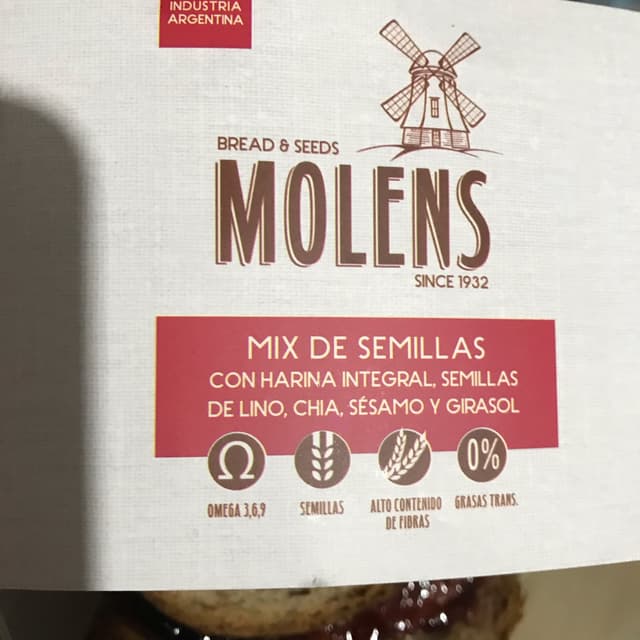 INDUSTRIA
ARGENTINA
BREAD & SEEDS
MOLENS
SINCE 1932
MIX DE SEMILLAS
CON HARINA INTEGRAL, SEMILLAS
DE LINO, CHIA, SÉSAMO Y GIRASOL
Ω
0%
OMEGA 3,6,9
SEMILLAS
ALTO CONTENIDO
DE FIBRAS
GRASAS TRANS.